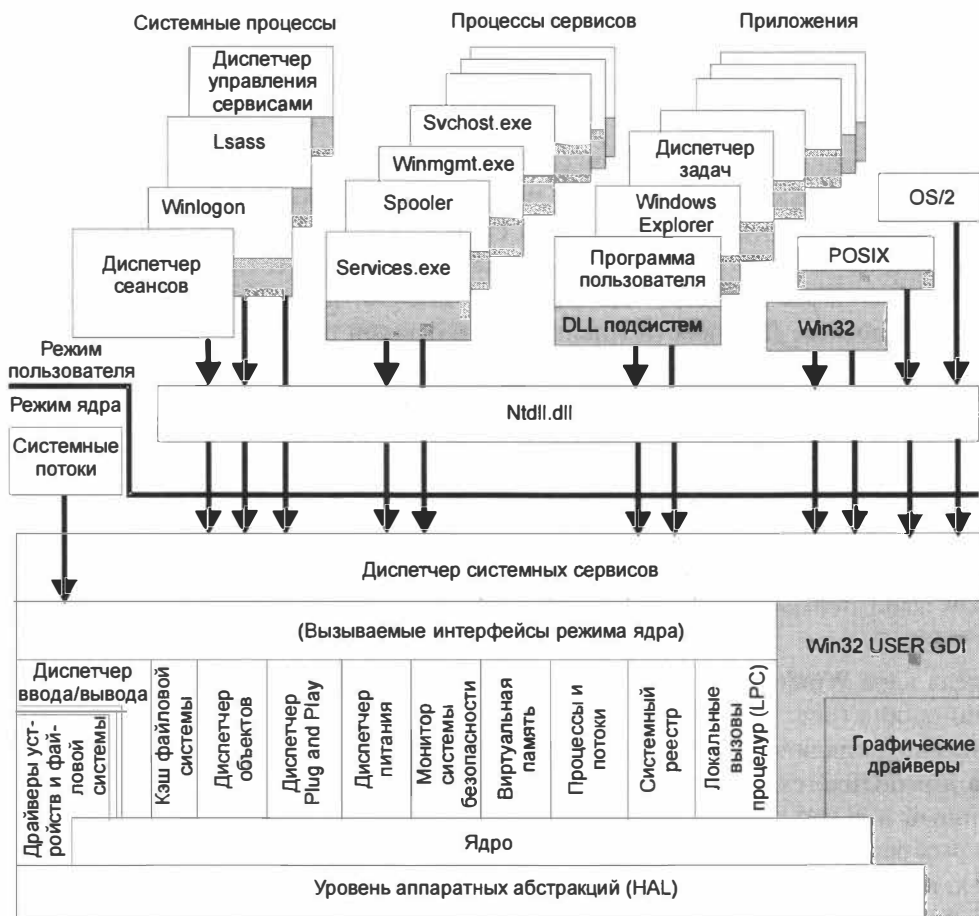 Системные процессы
Процессы сервисов
Приложения
Диспетчер
управления
сервисами
Lsass
Winlogon
Диспетчер
сеансов
Svchost.exe
Winmgmt.exe
Spooler
Services.exe
Диспетчер
задач
Windows
Explorer
Программа
пользователя
DLL подсистем
OS/2
POSIX
Win32
Режим
пользователя
Режим ядра
Системные
потоки
Ntdll.dll
Диспетчер системных сервисов
(Вызываемые интерфейсы режима ядра)
Win32 USER GDI
Диспетчер
ввода/вывода
Драйверы уст-
ройств и фай-
ловой
системы
Кэш файловой
системы
Диспетчер
объектов
Диспетчер
Plug and Play
Диспетчер
питания
Монитор
системы
безопасности
Виртуальная
память
Процессы и
потоки
Системный
реестр
Локальные
вызовы
процедур (LPC)
Графические
драйверы
Ядро
Уровень аппаратных абстракций (HAL)